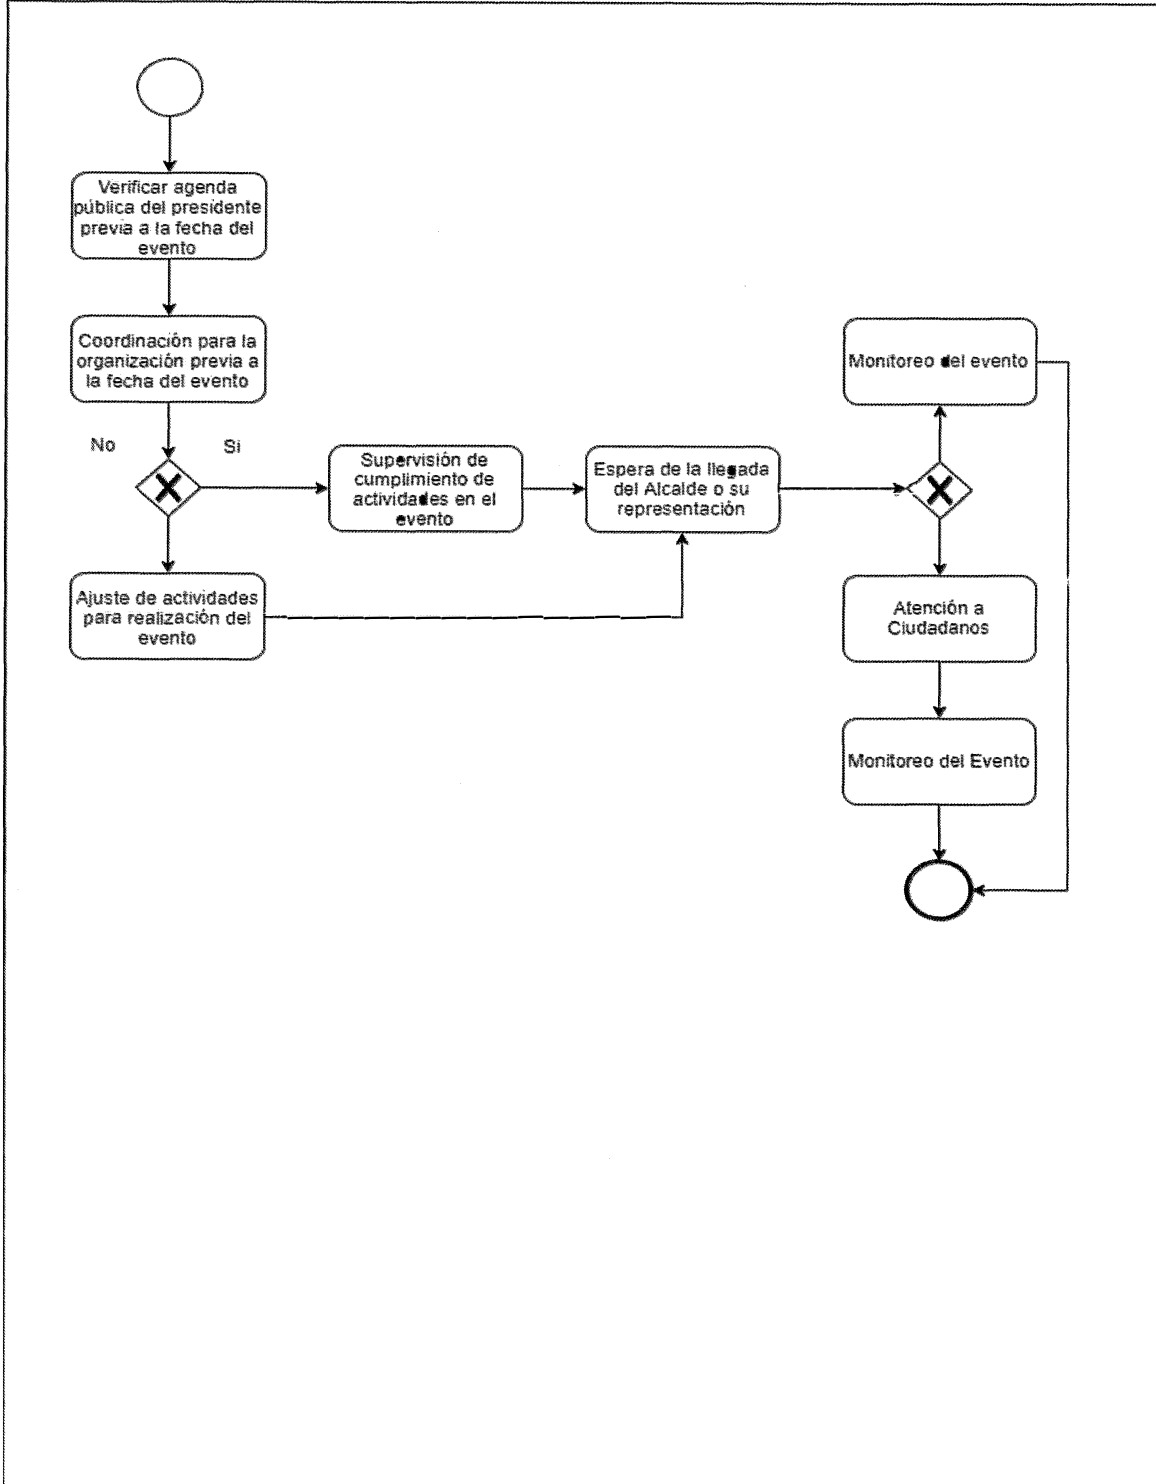 Verificar agenda
pública del presidente
previa a la fecha del
evento
Coordinación para la
organización previa a
la fecha del evento
No
Si
Supervisión de
cumplimiento de
actividades en el
evento
Espera de la llegada
del Alcalde o su
representación
Monitoreo del evento
Ajuste de actividades
para realización del
evento
Atención a
Ciudadanos
Monitoreo del Evento